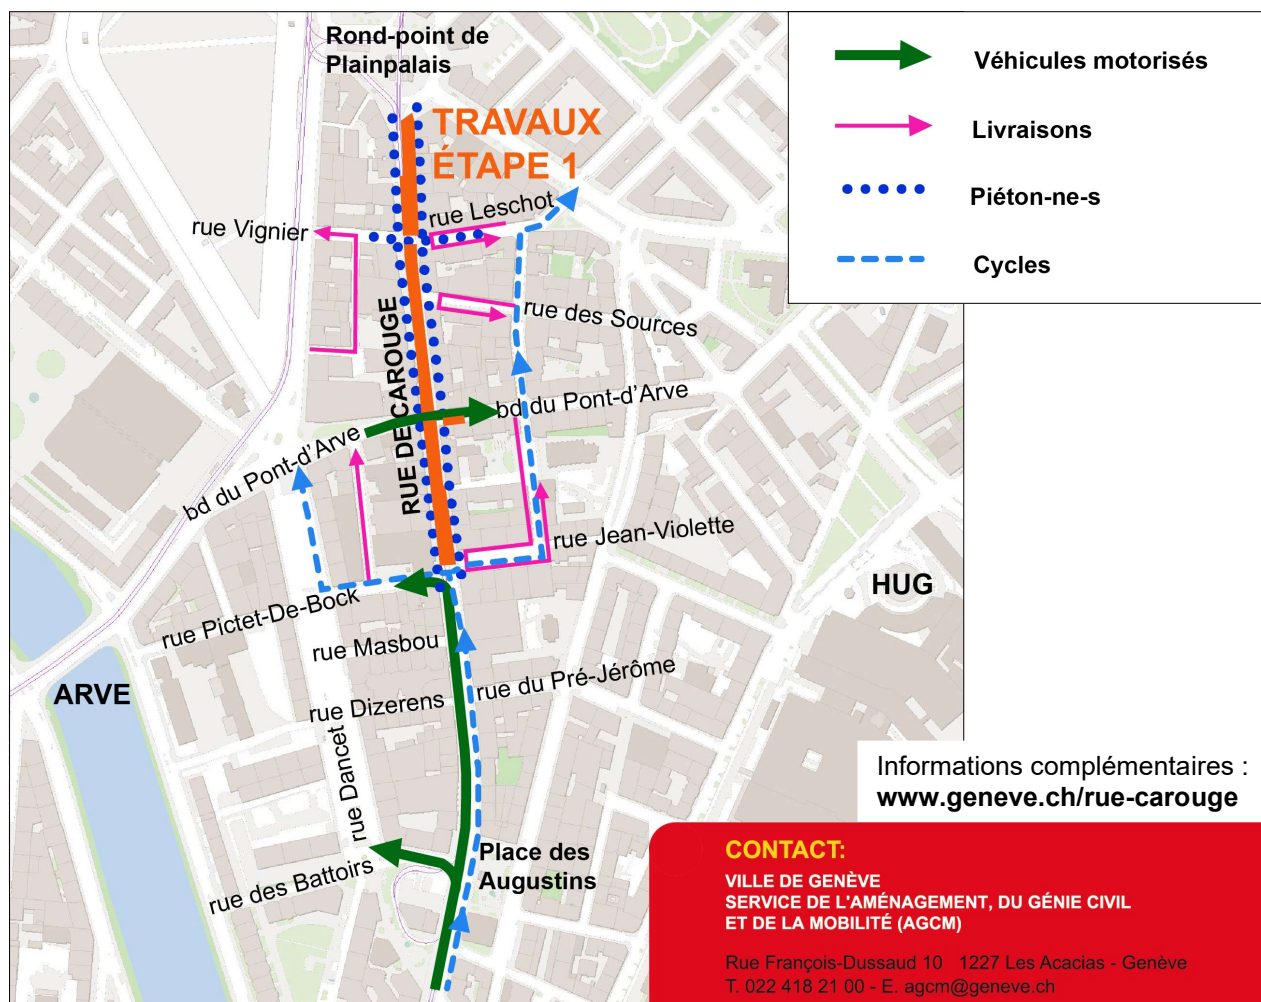 Rond-point de
Plainpalais
TRAVAUX
ÉTAPE 1
rue Leschot
rue Vignier
rue des Sources
RUE DE CAROUGE
bd du Pont-d'Arve
bd du Pont-d'Arve
rue Jean-Violette
HUG
rue Pictet-De-Bock
rue Masbou
rue du Pré-Jérôme
ARVE
rue Dizerens
rue Dancet
Place des
Augustins
rue des Battoirs
Véhicules motorisés
Livraisons
Piéton-ne-s
Cycles
Informations complémentaires :
www.geneve.ch/rue-carouge
CONTACT:
VILLE DE GENÈVE
SERVICE DE L'AMÉNAGEMENT, DU GÉNIE CIVIL
ET DE LA MOBILITÉ (AGCM)
Rue François-Dussaud 10 1227 Les Acacias - Genève
T. 022 418 21 00 - E. agcm@geneve.ch